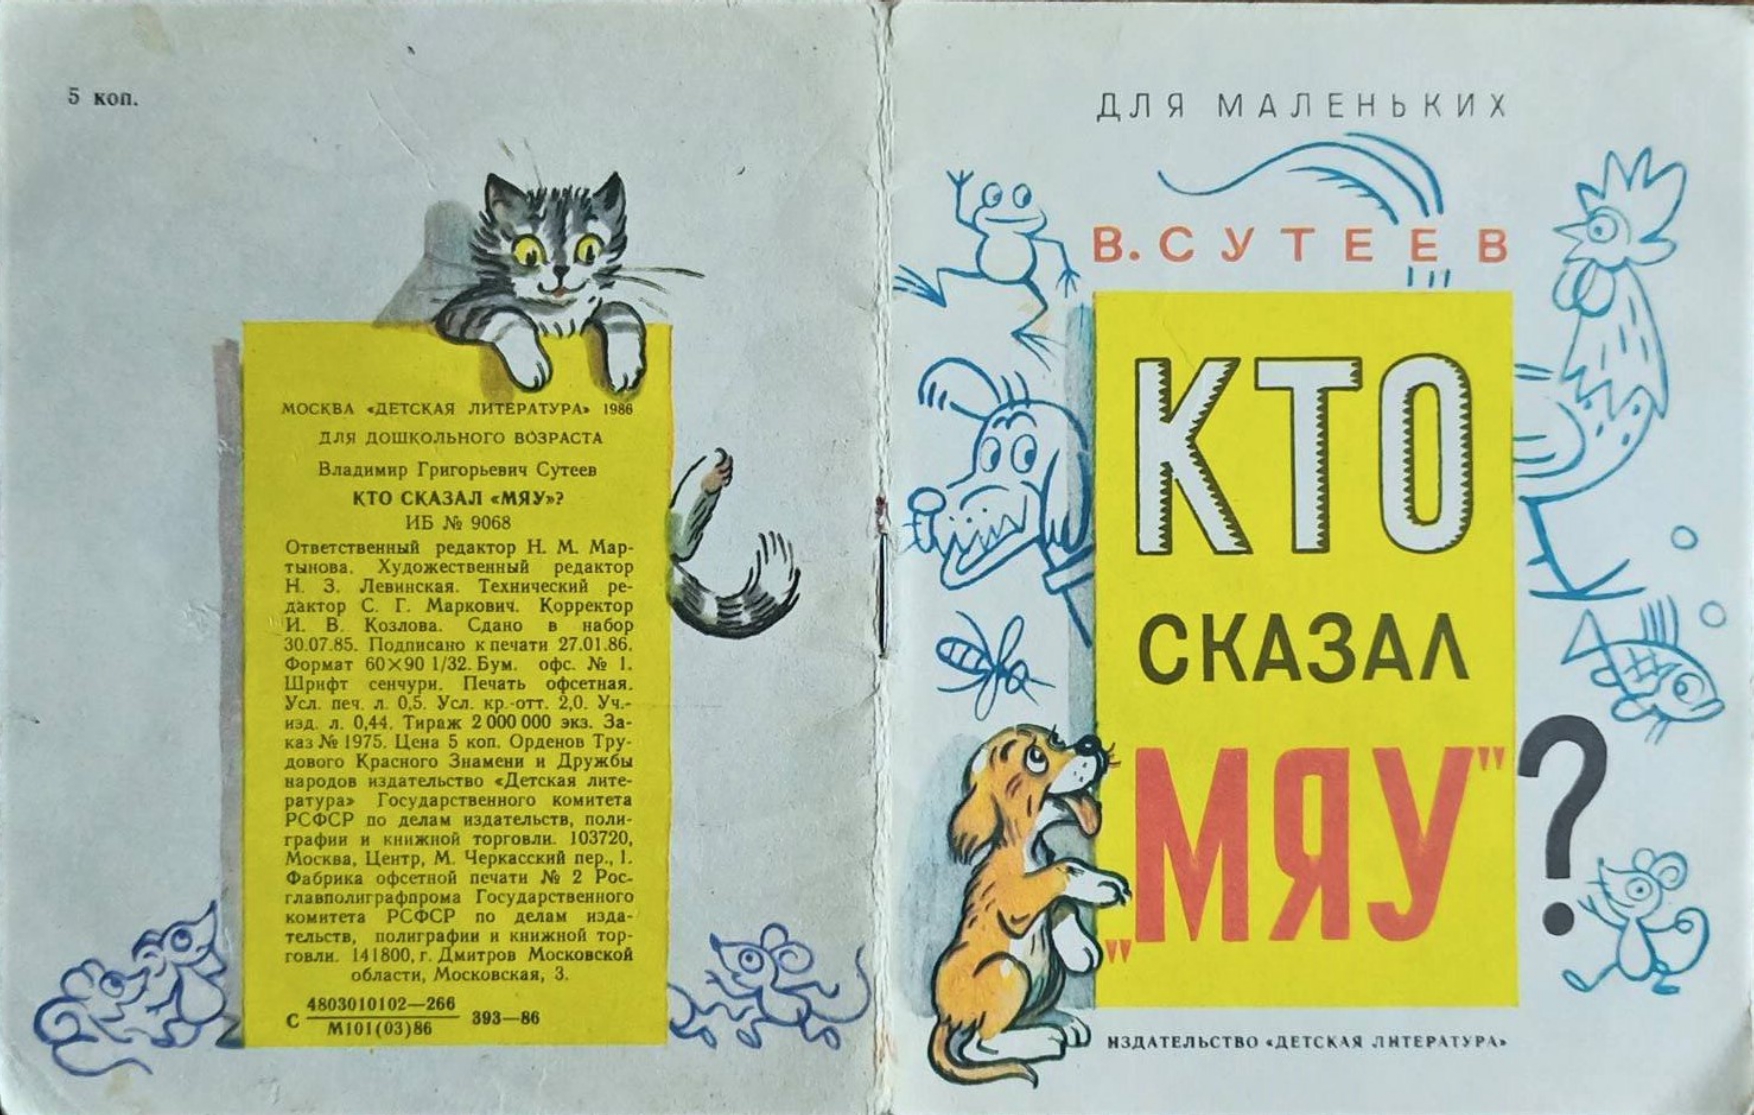 5 коп.
МОСКВА «ДЕТСКАЯ ЛИТЕРАТУРА» 1986
ДЛЯ ДОШКОЛЬНОГО ВОЗРАСТА
Владимир Григорьевич Сутеев
КТО СКАЗАЛ «МЯУ»?
ИБ № 9068
Ответственный редактор Н. М. Мар-
тынова. Художественный редактор
Н. З. Левинская. Технический ре-
дактор С. Г. Маркович. Корректор
И. В. Козлова. Сдано в набор
30.07.85. Подписано к печати 27.01.86.
Формат 60×90 1/32. Бум. офс. № 1.
Шрифт сенчури. Печать офсетная.
Усл. печ. л. 0,5. Усл. кр.-отт. 2,0. Уч.-
изд. л. 0,44. Тираж 2 000 000 экз. За-
каз № 1975. Цена 5 коп. Орденов Тру-
дового Красного Знамени и Дружбы
народов издательство «Детская лите-
ратура» Государственного комитета
РСФСР по делам издательств, поли-
графии и книжной торговли. 103720,
Москва, Центр, М. Черкасский пер., 1.
Фабрика офсетной печати № 2 Рос-
главполиграфпрома Государственного
комитета РСФСР по делам изда-
тельств, полиграфии и книжной тор-
говли. 141800, г. Дмитров Московской
области, Московская, 3.
С 4803010102—266
М101(03)86 393—86
ДЛЯ МАЛЕНЬКИХ
В. СУТЕЕВ
КТО
СКАЗАЛ
„МЯУ"?
ИЗДАТЕЛЬСТВО «ДЕТСКАЯ ЛИТЕРАТУРА»